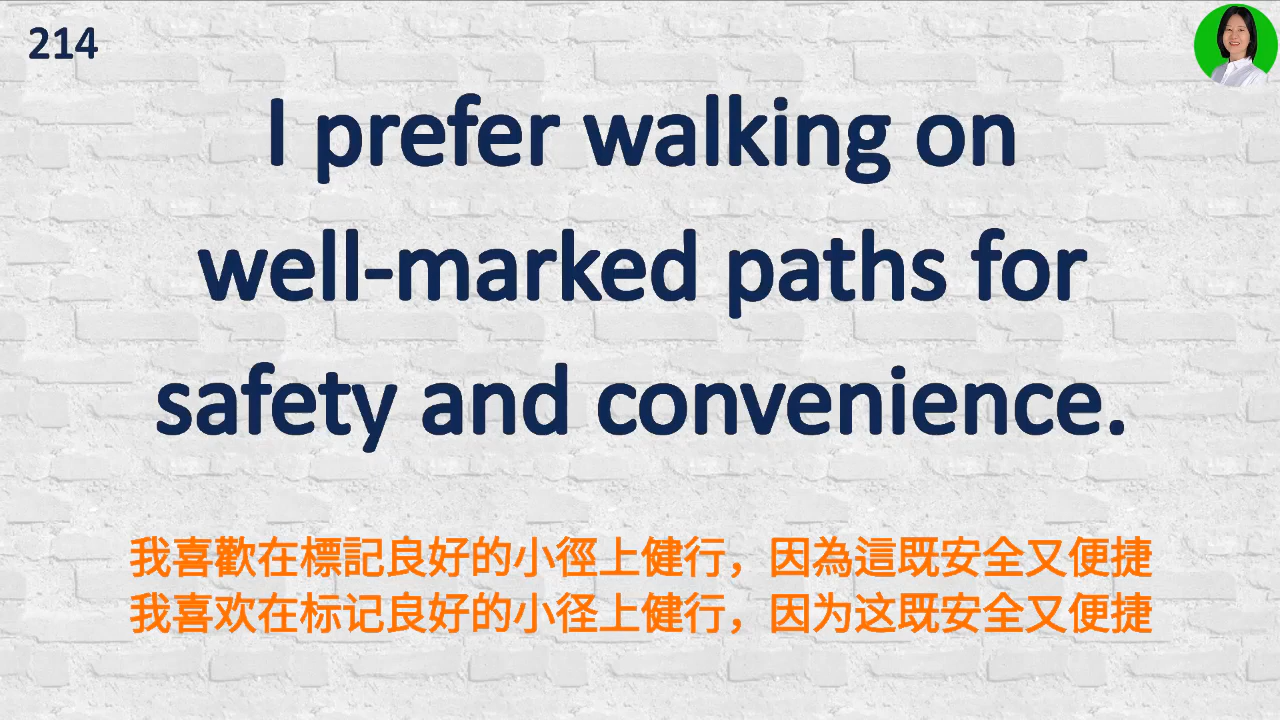 214
I prefer walking on
well-marked paths for
safety and convenience.
我喜歡在標記良好的小徑上健行，因為這既安全又便捷
我喜欢在标记良好的小径上健行，因为这既安全又便捷